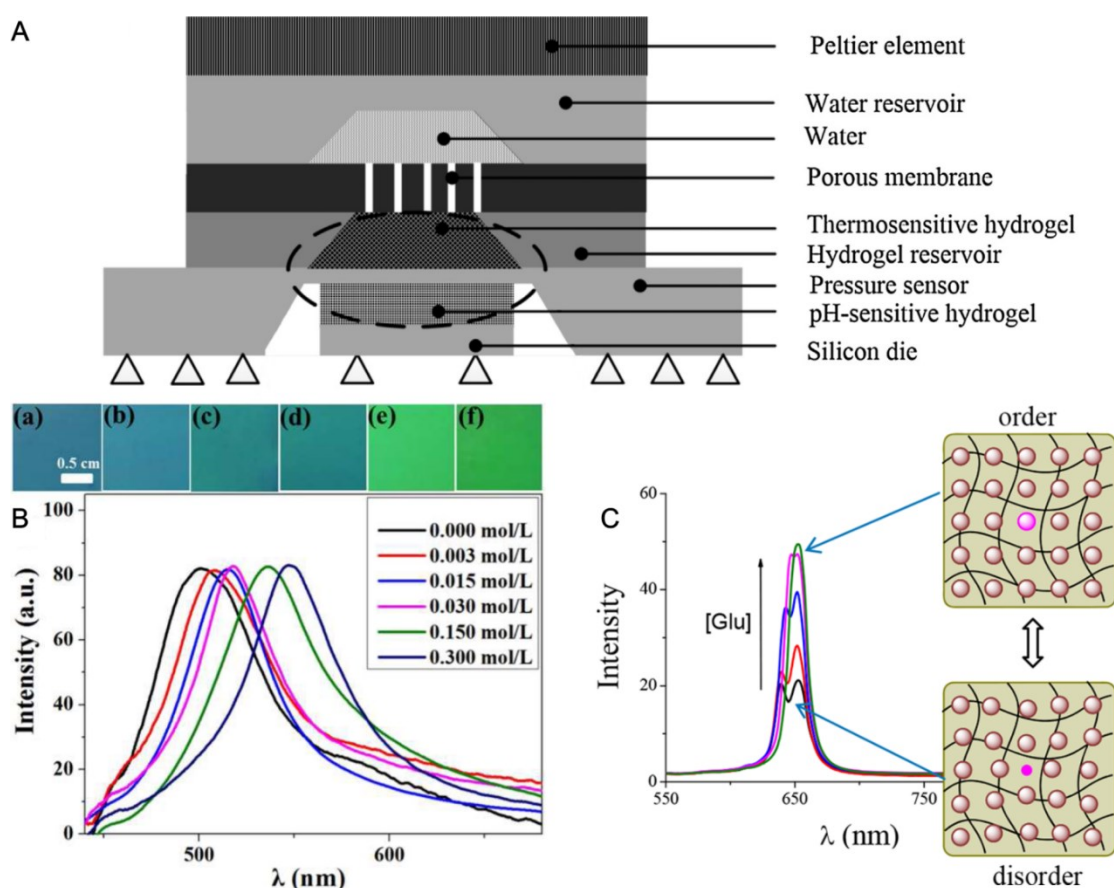 A
Peltier element
Water reservoir
Water
Porous membrane
Thermosensitive hydrogel
Hydrogel reservoir
Pressure sensor
pH-sensitive hydrogel
Silicon die
(a) (b) (c) (d) (e) (f)
0.5 cm
B
100
80
60
40
20
0
Intensity (a.u.)
0.000 mol/L
0.003 mol/L
0.015 mol/L
0.030 mol/L
0.150 mol/L
0.300 mol/L
500 600
λ (nm)
C
60
40
20
0
Intensity
[Glu]
550 650 750
λ (nm)
order
disorder